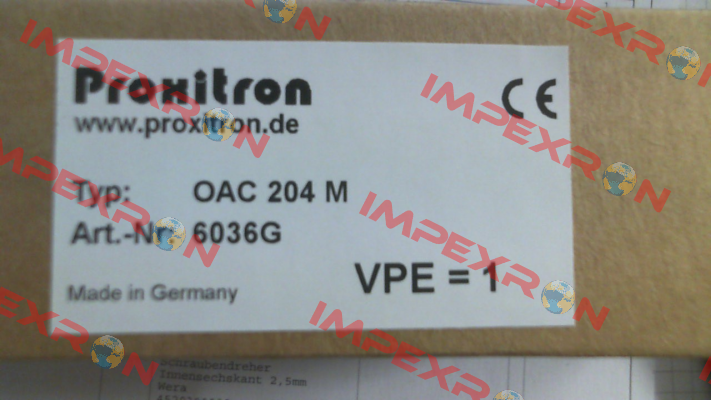 Proxitron
www.proxitron.de
CE
Typ: OAC 204 M
Art.-Nr. 6036G
VPE = 1
Made in Germany
Schraubendreher
Innensechskant 2,5mm
Wera
IMPEXRON
IMPEXRON
IMPEXRON
IMPEXRON
IMPEXRON
IMPEXRON